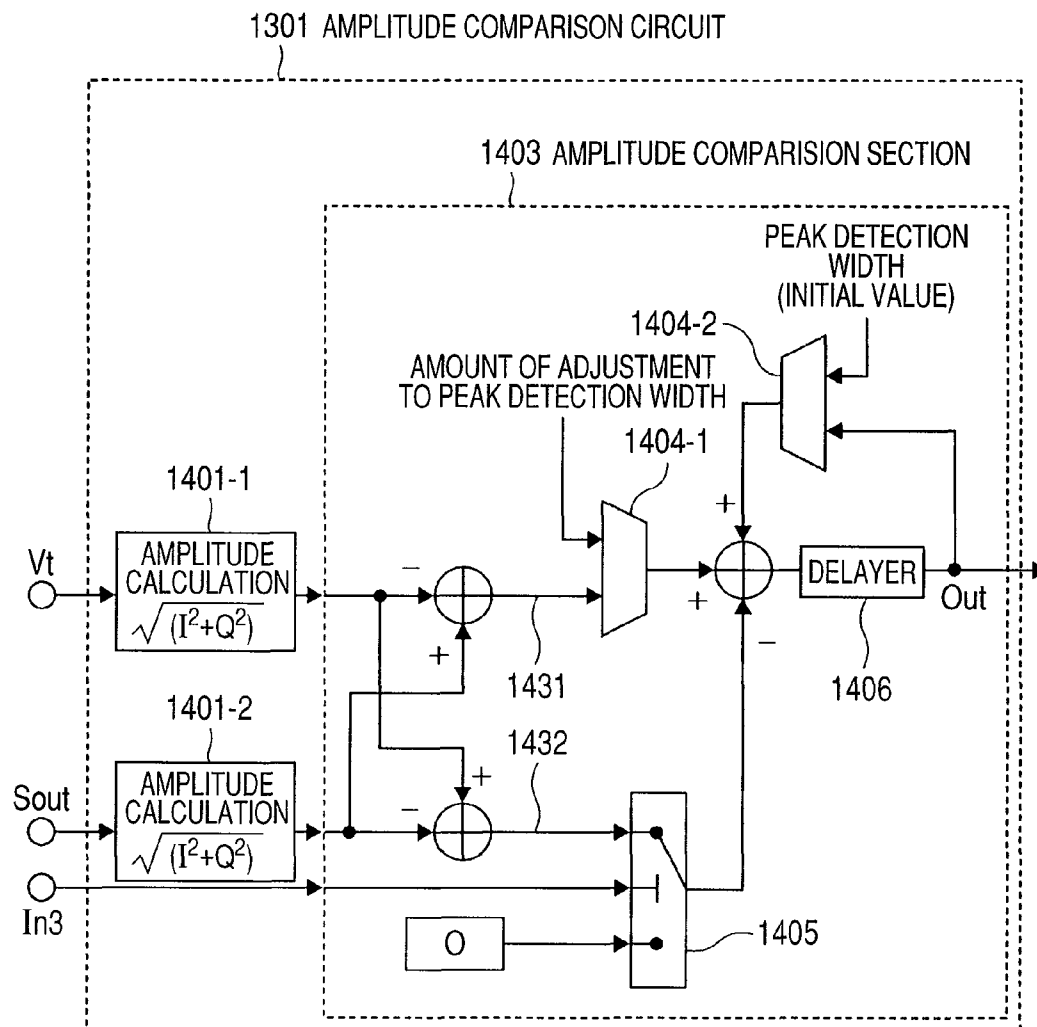 1301 AMPLITUDE COMPARISON CIRCUIT
1403 AMPLITUDE COMPARISION SECTION
PEAK DETECTION
WIDTH
(INITIAL VALUE)
1404-2
AMOUNT OF ADJUSTMENT
TO PEAK DETECTION WIDTH
1404-1
1401-1
Vt
AMPLITUDE
CALCULATION
√(I²+Q²)
−
+
1431
+
+
−
DELAYER
Out
1406
1401-2
Sout
AMPLITUDE
CALCULATION
√(I²+Q²)
1432
+
−
In3
O
1405